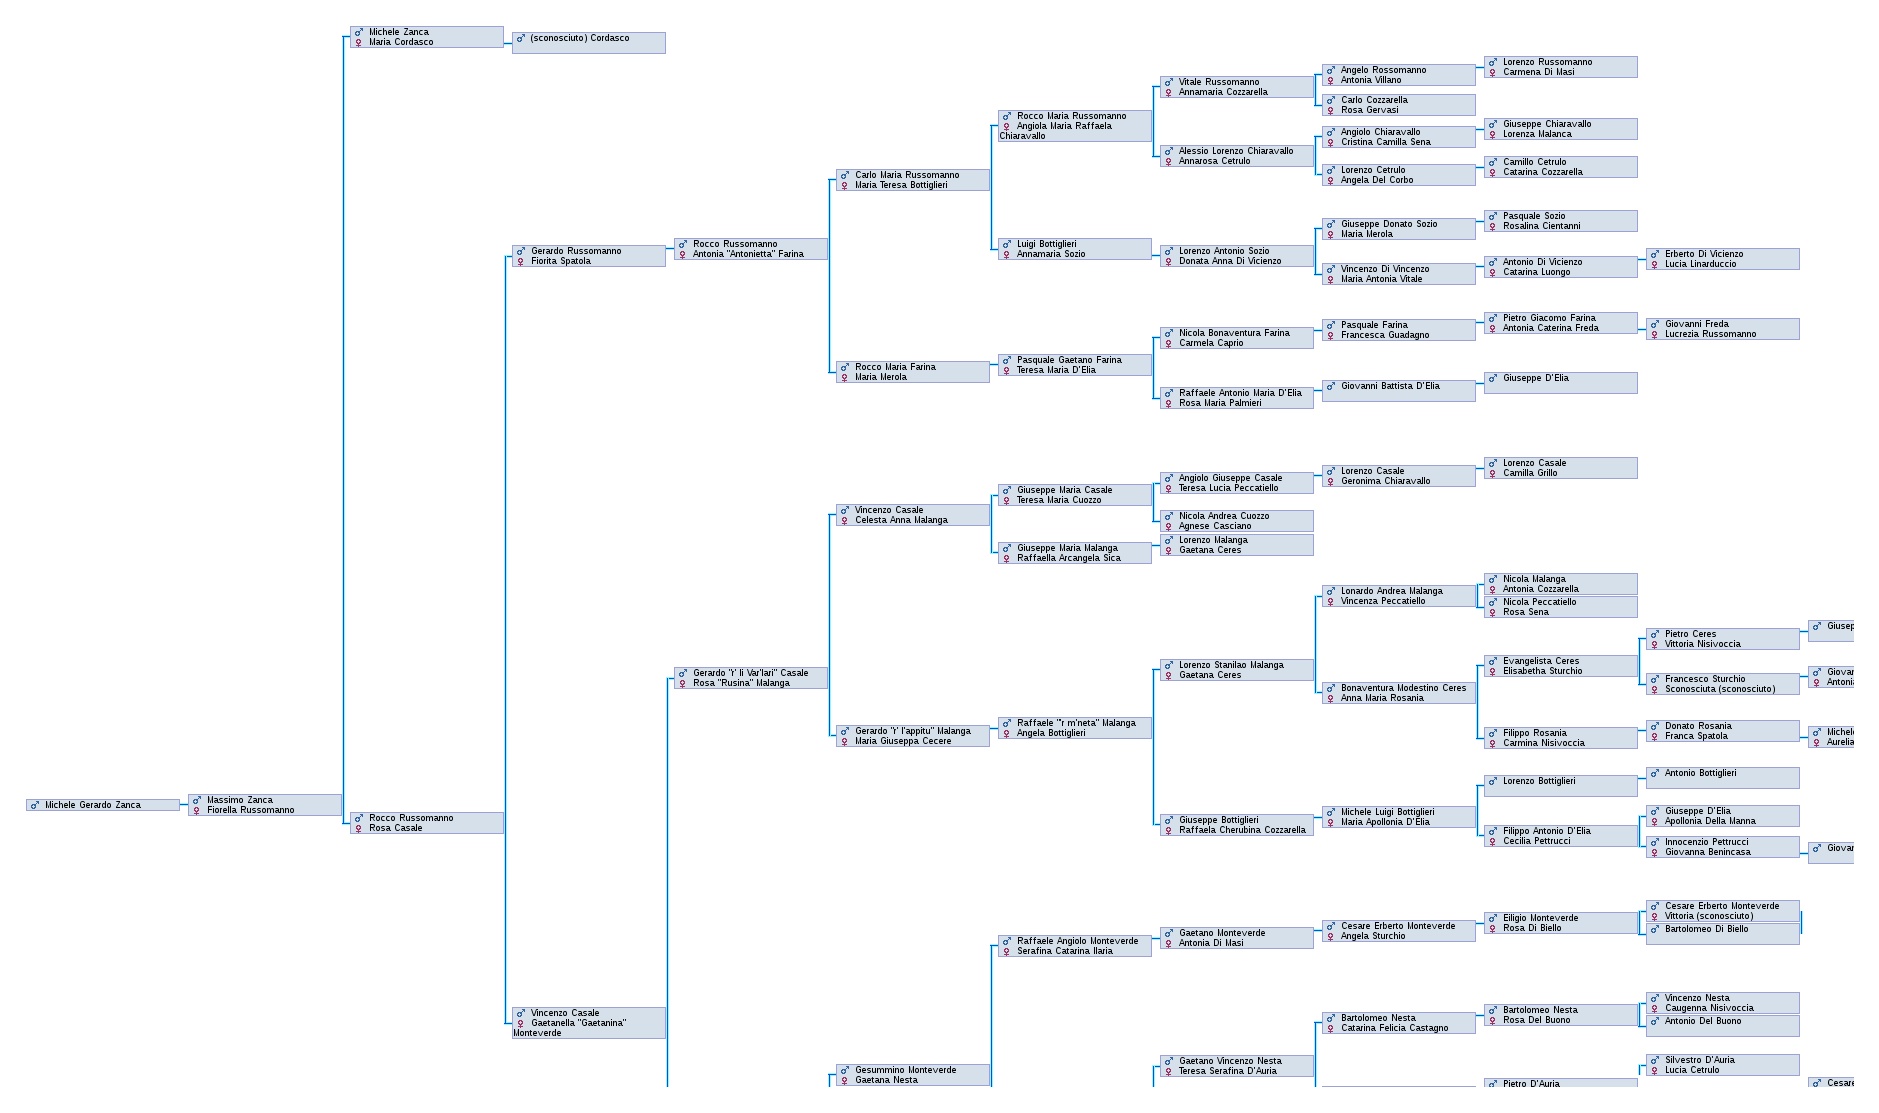 Michele Gerardo Zanca
Massimo Zanca
Fiorella Russomanno
Michele Zanca
Maria Cordasco
Rocco Russomanno
Rosa Casale
(sconosciuto) Cordasco
Gerardo Russomanno
Fiorita Spatola
Vincenzo Casale
Gaetanella "Gaetanina"
Monteverde
Rocco Russomanno
Antonia "Antonietta" Farina
Gerardo "r' li Var'lari" Casale
Rosa "Rusina" Malanga
Carlo Maria Russomanno
Maria Teresa Bottiglieri
Rocco Maria Farina
Maria Merola
Vincenzo Casale
Celesta Anna Malanga
Gerardo "r' l'appitu" Malanga
Maria Giuseppa Cecere
Gesummino Monteverde
Gaetana Nesta
Rocco Maria Russomanno
Angiola Maria Raffaela
Chiaravallo
Luigi Bottiglieri
Annamaria Sozio
Pasquale Gaetano Farina
Teresa Maria D'Elia
Giuseppe Maria Casale
Teresa Maria Cuozzo
Giuseppe Maria Malanga
Raffaella Arcangela Sica
Raffaele "'r m'neta" Malanga
Angela Bottiglieri
Raffaele Angiolo Monteverde
Serafina Catarina Ilaria
Vitale Russomanno
Annamaria Cozzarella
Alessio Lorenzo Chiaravallo
Annarosa Cetrulo
Lorenzo Antonio Sozio
Donata Anna Di Vicienzo
Nicola Bonaventura Farina
Carmela Caprio
Raffaele Antonio Maria D'Elia
Rosa Maria Palmieri
Angiolo Giuseppe Casale
Teresa Lucia Peccatiello
Nicola Andrea Cuozzo
Agnese Casciano
Lorenzo Malanga
Gaetana Ceres
Lorenzo Stanilao Malanga
Gaetana Ceres
Giuseppe Bottiglieri
Raffaela Cherubina Cozzarella
Gaetano Monteverde
Antonia Di Masi
Gaetano Vincenzo Nesta
Teresa Serafina D'Auria
Angelo Rossomanno
Antonia Villano
Carlo Cozzarella
Rosa Gervasi
Angiolo Chiaravallo
Cristina Camilla Sena
Lorenzo Cetrulo
Angela Del Corbo
Giuseppe Donato Sozio
Maria Merola
Vincenzo Di Vincenzo
Maria Antonia Vitale
Pasquale Farina
Francesca Guadagno
Giovanni Battista D'Elia
Lorenzo Casale
Geronima Chiaravallo
Lonardo Andrea Malanga
Vincenza Peccatiello
Bonaventura Modestino Ceres
Anna Maria Rosania
Michele Luigi Bottiglieri
Maria Apollonia D'Elia
Cesare Erberto Monteverde
Angela Sturchio
Bartolomeo Nesta
Catarina Felicia Castagno
Lorenzo Russomanno
Carmena Di Masi
Giuseppe Chiaravallo
Lorenza Malanca
Camillo Cetrulo
Catarina Cozzarella
Pasquale Sozio
Rosalina Cientanni
Antonio Di Vicienzo
Catarina Luongo
Pietro Giacomo Farina
Antonia Caterina Freda
Giuseppe D'Elia
Lorenzo Casale
Camilla Grillo
Nicola Malanga
Antonia Cozzarella
Nicola Peccatiello
Rosa Sena
Evangelista Ceres
Elisabetha Sturchio
Filippo Rosania
Carmina Nisivoccia
Lorenzo Bottiglieri
Filippo Antonio D'Elia
Cecilia Pettrucci
Eiligio Monteverde
Rosa Di Biello
Bartolomeo Nesta
Rosa Del Buono
Pietro D'Auria
Erberto Di Vicienzo
Lucia Linarduccio
Giovanni Freda
Lucrezia Russomanno
Pietro Ceres
Vittoria Nisivoccia
Francesco Sturchio
Sconosciuta (sconosciuto)
Donato Rosania
Franca Spatola
Antonio Bottiglieri
Giuseppe D'Elia
Apollonia Della Manna
Innocenzio Pettrucci
Giovanna Benincasa
Cesare Erberto Monteverde
Vittoria (sconosciuto)
Bartolomeo Di Biello
Vincenzo Nesta
Caugenna Nisivoccia
Antonio Del Buono
Silvestro D'Auria
Lucia Cetrulo
Giusep
Giovan
Antonia
Michele
Aurelia
Giovan
Cesare